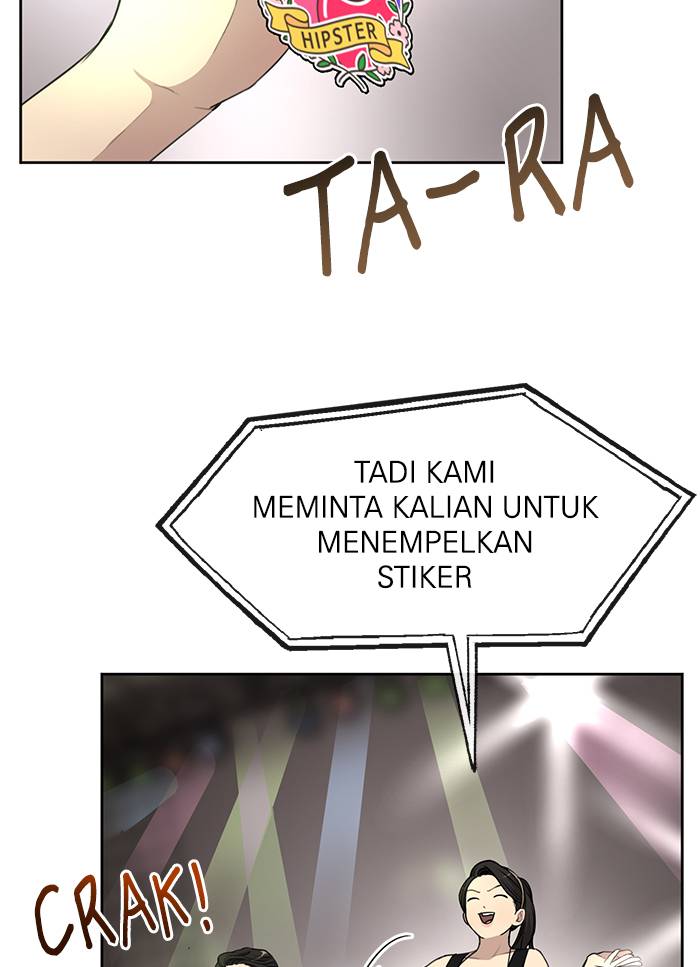 HIPSTER
TA-RA
TADI KAMI
MEMINTA KALIAN UNTUK
MENEMPELKAN
STIKER
CRAK!